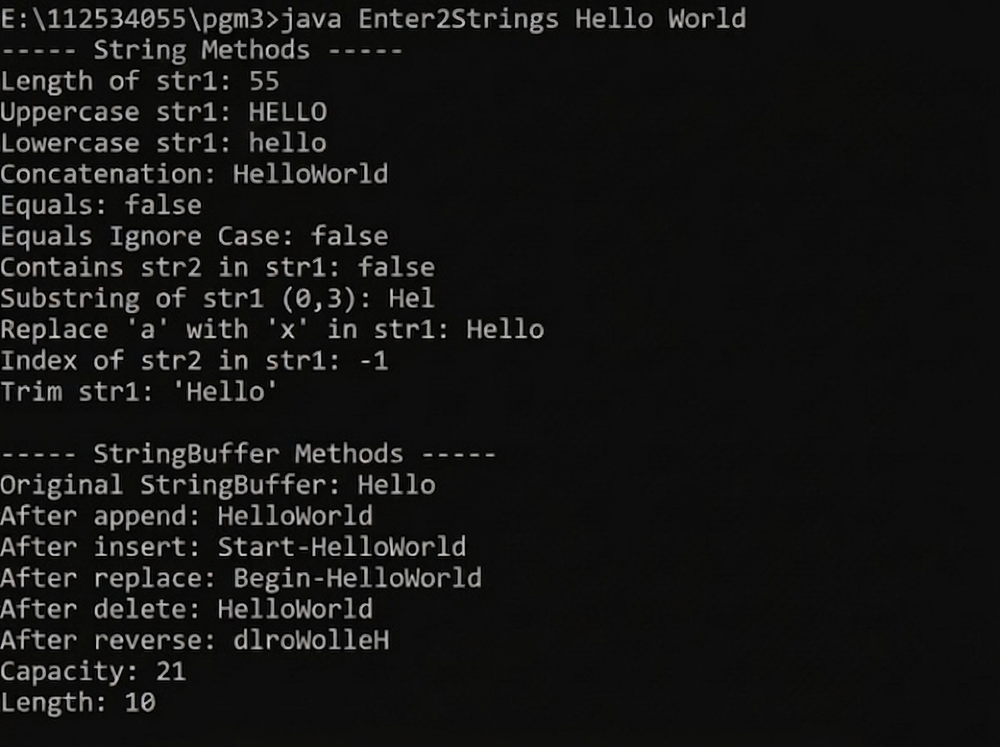 E:\112534055\pgm3>java Enter2Strings Hello World
----- String Methods -----
Length of str1: 55
Uppercase str1: HELLO
Lowercase str1: hello
Concatenation: HelloWorld
Equals: false
Equals Ignore Case: false
Contains str2 in str1: false
Substring of str1 (0,3): Hel
Replace 'a' with 'x' in str1: Hello
Index of str2 in str1: -1
Trim str1: 'Hello'

----- StringBuffer Methods -----
Original StringBuffer: Hello
After append: HelloWorld
After insert: Start-HelloWorld
After replace: Begin-HelloWorld
After delete: HelloWorld
After reverse: dlroWolleH
Capacity: 21
Length: 10